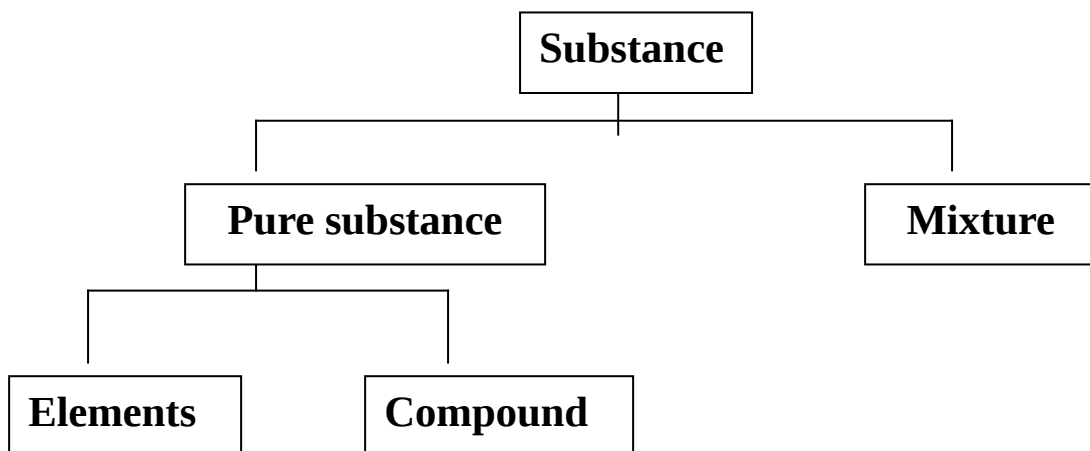 Substance
Pure substance
Mixture
Elements
Compound